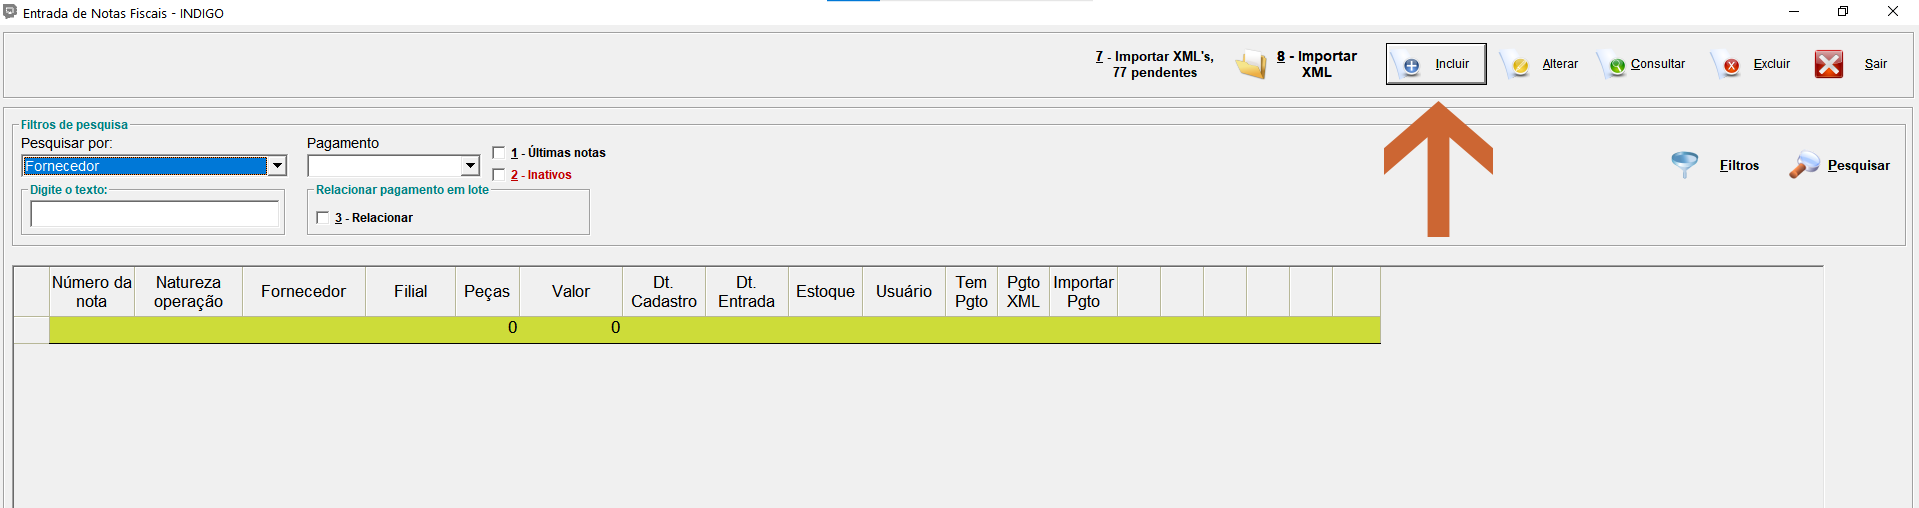 Entrada de Notas Fiscais - INDIGO
7 - Importar XML's,
77 pendentes
8 - Importar
XML
Incluir
Alterar
Consultar
Excluir
Sair
Filtros de pesquisa
Pesquisar por:
Fornecedor
Pagamento
1 - Últimas notas
2 - Inativos
Filtros
Pesquisar
Digite o texto:
Relacionar pagamento em lote
3 - Relacionar
Número da
nota
Natureza
operação
Fornecedor
Filial
Peças
Valor
Dt.
Cadastro
Dt.
Entrada
Estoque
Usuário
Tem
Pgto
Pgto
XML
Importar
Pgto
0
0